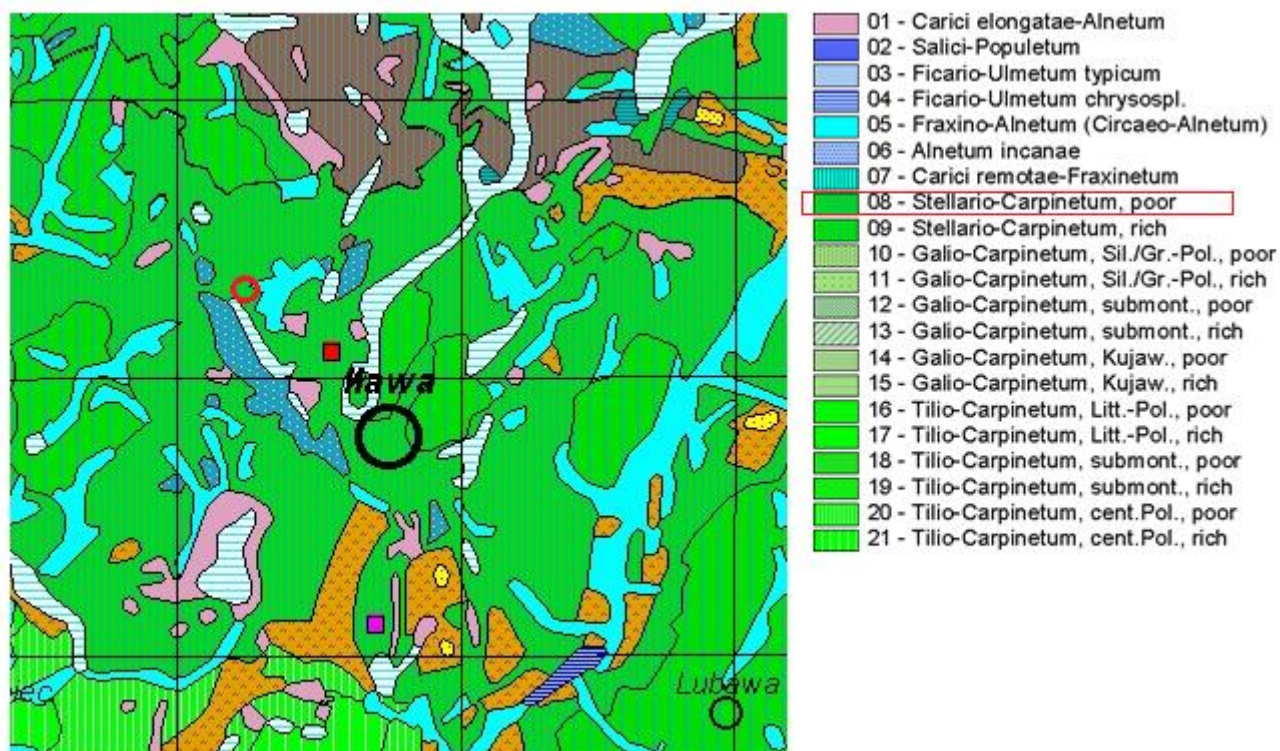 01 - Carici elongatae-Alnetum
02 - Salici-Populetum
03 - Ficario-Ulmetum typicum
04 - Ficario-Ulmetum chrysospl.
05 - Fraxino-Alnetum (Circaeo-Alnetum)
06 - Alnetum incanae
07 - Carici remotae-Fraxinetum
08 - Stellario-Carpinetum, poor
09 - Stellario-Carpinetum, rich
10 - Galio-Carpinetum, Sil./Gr.-Pol., poor
11 - Galio-Carpinetum, Sil./Gr.-Pol., rich
12 - Galio-Carpinetum, submont., poor
13 - Galio-Carpinetum, submont., rich
14 - Galio-Carpinetum, Kujaw., poor
15 - Galio-Carpinetum, Kujaw., rich
16 - Tilio-Carpinetum, Litt.-Pol., poor
17 - Tilio-Carpinetum, Litt.-Pol., rich
18 - Tilio-Carpinetum, submont., poor
19 - Tilio-Carpinetum, submont., rich
20 - Tilio-Carpinetum, cent.Pol., poor
21 - Tilio-Carpinetum, cent.Pol., rich
Iława
Lubawa